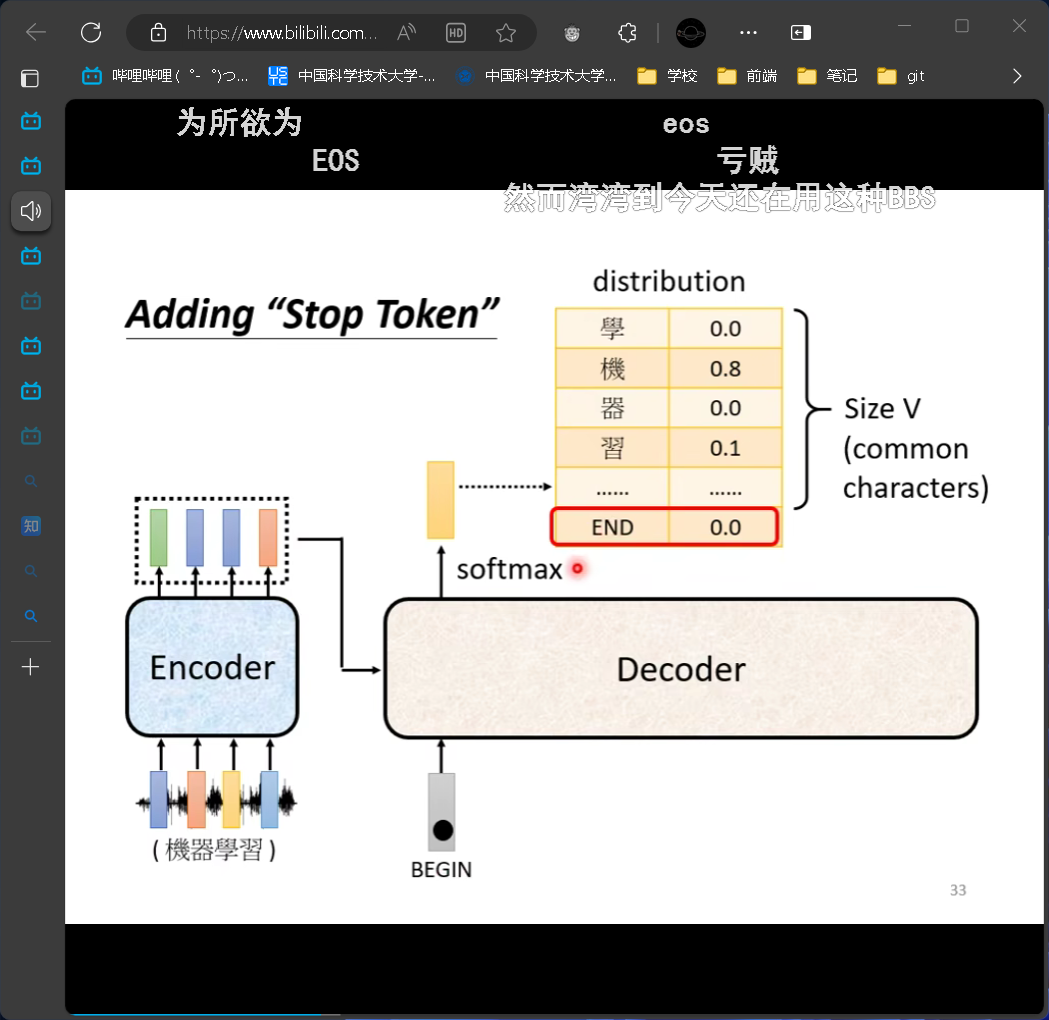 https://www.bilibili.com...
A
HD
哔哩哔哩 (゜-゜)つ...
中国科学技术大学-...
中国科学技术大学...
学校
前端
笔记
git
为所欲为
eos
EOS
亏贼
然而湾湾到今天还在用这种BBS
distribution
Adding “Stop Token”
學 0.0
機 0.8
器 0.0
習 0.1
...... ......
END 0.0
Size V
(common
characters)
softmax
知
Encoder
Decoder
( 機器學習 )
BEGIN
33